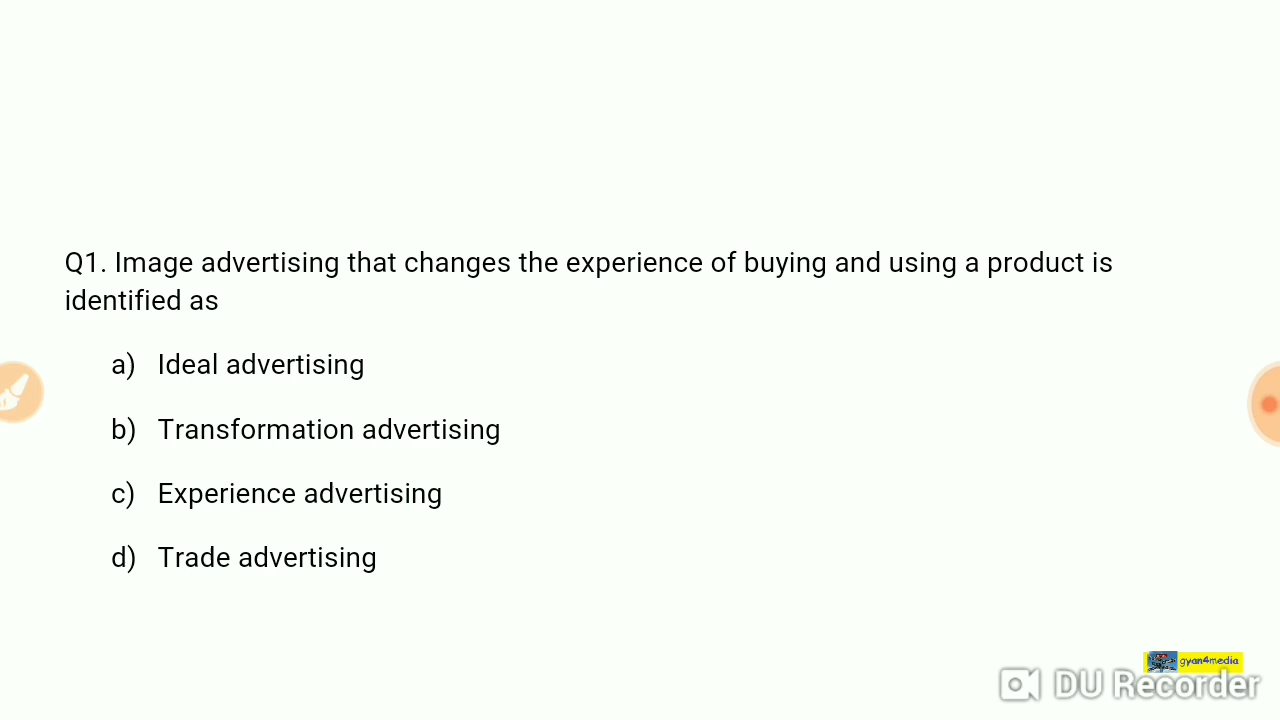 Q1. Image advertising that changes the experience of buying and using a product is
identified as
a) Ideal advertising
b) Transformation advertising
c) Experience advertising
d) Trade advertising
gyan4media
DU Recorder